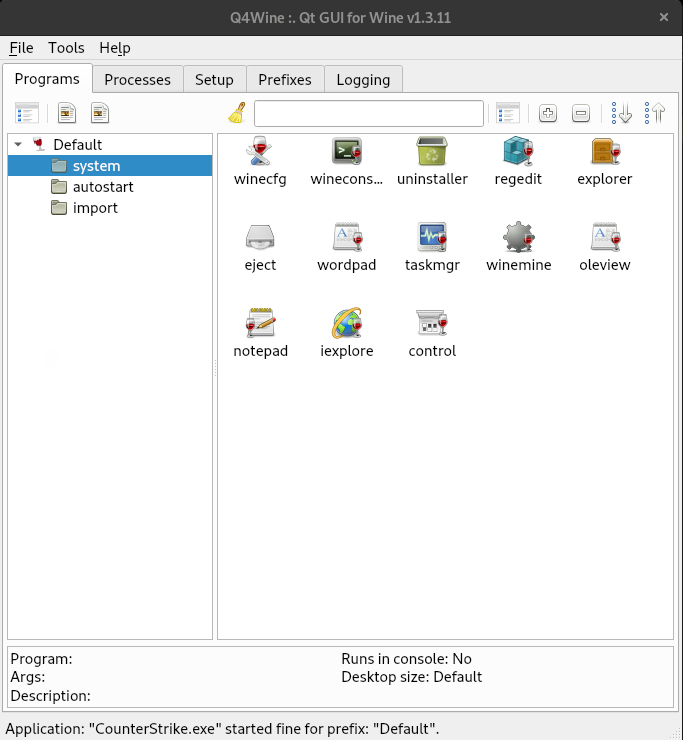 Q4Wine :. Qt GUI for Wine v1.3.11
File Tools Help
Programs Processes Setup Prefixes Logging
Default
system
autostart
import
winecfg winecons... uninstaller regedit explorer
eject wordpad taskmgr winemine oleview
notepad iexplore control
Program: Runs in console: No
Args: Desktop size: Default
Description:
Application: "CounterStrike.exe" started fine for prefix: "Default".